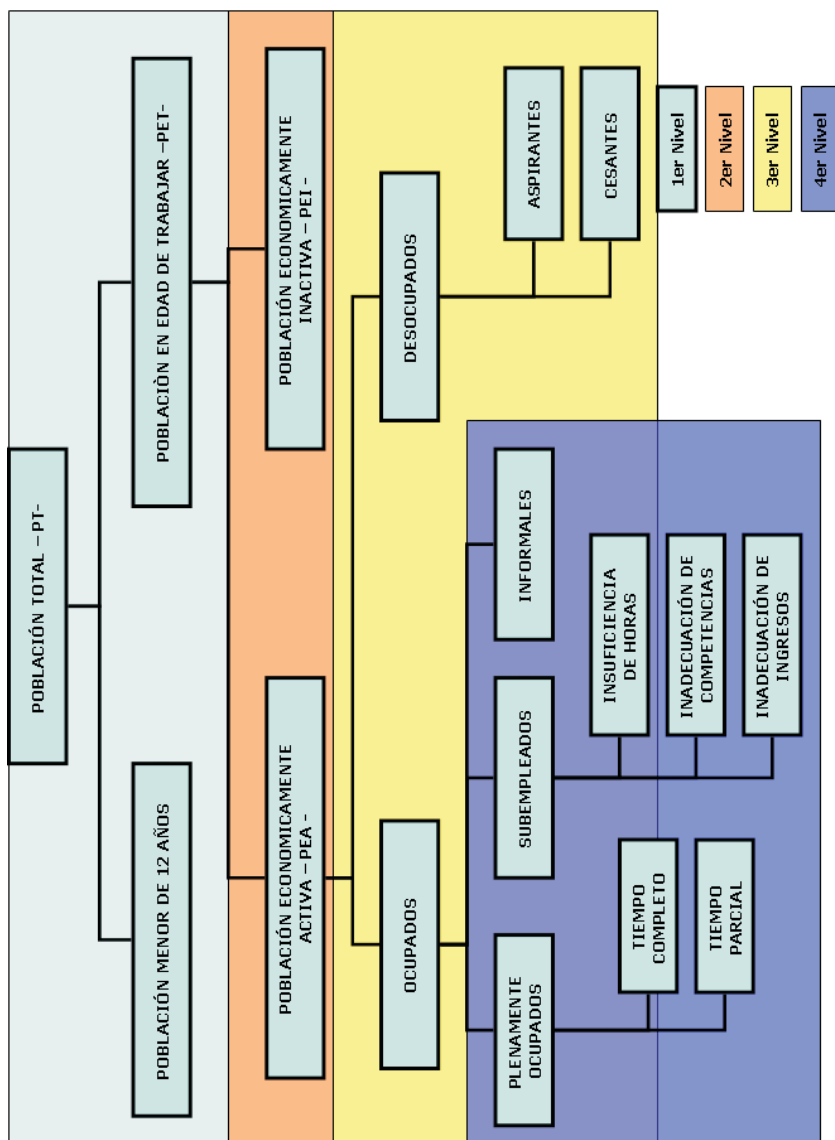 POBLACIÓN TOTAL – PT-
POBLACIÓN MENOR DE 12 AÑOS
POBLACIÒN EN EDAD DE TRABAJAR –PET-
POBLACIÓN ECONOMICAMENTE
ACTIVA – PEA -
POBLACIÓN ECONOMICAMENTE
INACTIVA – PEI -
OCUPADOS
DESOCUPADOS
PLENAMENTE
OCUPADOS
SUBEMPLEADOS
INFORMALES
ASPIRANTES
CESANTES
TIEMPO
COMPLETO
TIEMPO
PARCIAL
INSUFICIENCIA
DE HORAS
INADECUACIÓN DE
COMPETENCIAS
INADECUACIÓN DE
INGRESOS
1er Nivel
2er Nivel
3er Nivel
4er Nivel